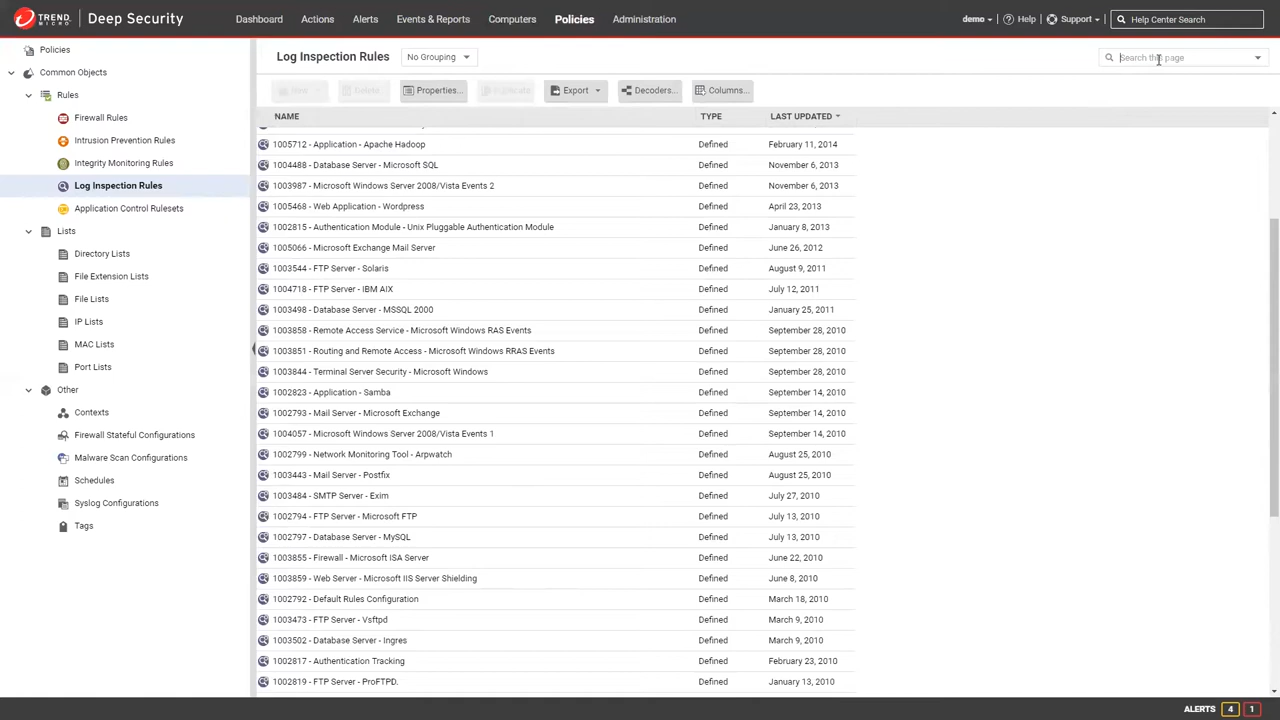 TREND MICRO Deep Security Dashboard Actions Alerts Events & Reports Computers Policies Administration demo Help Support Help Center Search
Policies
Common Objects
Rules
Firewall Rules
Intrusion Prevention Rules
Integrity Monitoring Rules
Log Inspection Rules
Application Control Rulesets
Lists
Directory Lists
File Extension Lists
File Lists
IP Lists
MAC Lists
Port Lists
Other
Contexts
Firewall Stateful Configurations
Malware Scan Configurations
Schedules
Syslog Configurations
Tags
Log Inspection Rules No Grouping Search this page
New Delete... Properties... Duplicate Export Decoders... Columns...
NAME TYPE LAST UPDATED
1005712 - Application - Apache Hadoop Defined February 11, 2014
1004488 - Database Server - Microsoft SQL Defined November 6, 2013
1003987 - Microsoft Windows Server 2008/Vista Events 2 Defined November 6, 2013
1005468 - Web Application - Wordpress Defined April 23, 2013
1002815 - Authentication Module - Unix Pluggable Authentication Module Defined January 8, 2013
1005066 - Microsoft Exchange Mail Server Defined June 26, 2012
1003544 - FTP Server - Solaris Defined August 9, 2011
1004718 - FTP Server - IBM AIX Defined July 12, 2011
1003498 - Database Server - MSSQL 2000 Defined January 25, 2011
1003858 - Remote Access Service - Microsoft Windows RAS Events Defined September 28, 2010
1003851 - Routing and Remote Access - Microsoft Windows RRAS Events Defined September 28, 2010
1003844 - Terminal Server Security - Microsoft Windows Defined September 28, 2010
1002823 - Application - Samba Defined September 14, 2010
1002793 - Mail Server - Microsoft Exchange Defined September 14, 2010
1004057 - Microsoft Windows Server 2008/Vista Events 1 Defined September 14, 2010
1002799 - Network Monitoring Tool - Arpwatch Defined August 25, 2010
1003443 - Mail Server - Postfix Defined August 25, 2010
1003484 - SMTP Server - Exim Defined July 27, 2010
1002794 - FTP Server - Microsoft FTP Defined July 13, 2010
1002797 - Database Server - MySQL Defined July 13, 2010
1003855 - Firewall - Microsoft ISA Server Defined June 22, 2010
1003859 - Web Server - Microsoft IIS Server Shielding Defined June 8, 2010
1002792 - Default Rules Configuration Defined March 18, 2010
1003473 - FTP Server - Vsftpd Defined March 9, 2010
1003502 - Database Server - Ingres Defined March 9, 2010
1002817 - Authentication Tracking Defined February 23, 2010
1002819 - FTP Server - ProFTPD. Defined January 13, 2010
ALERTS 4 1